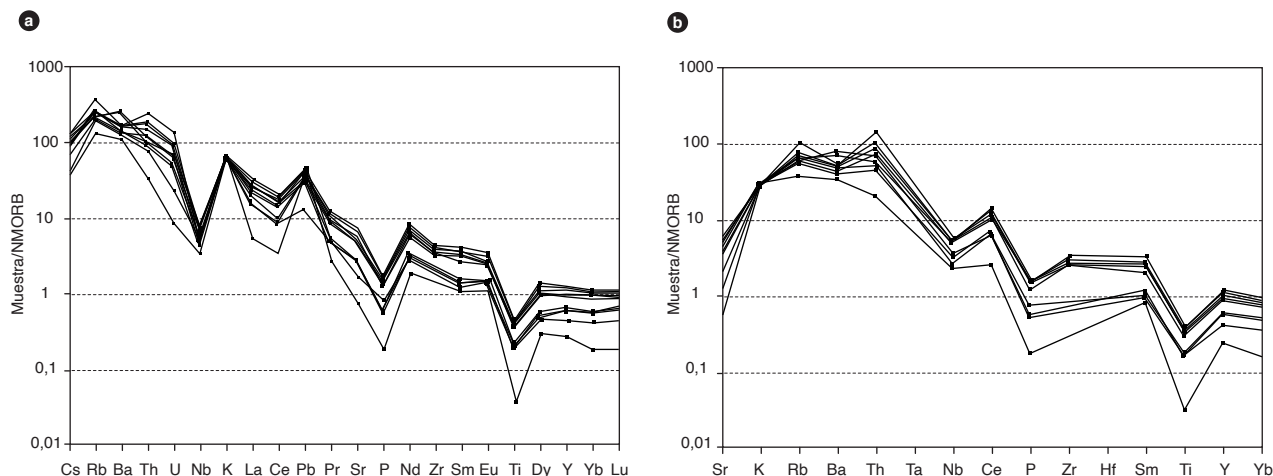 a
b
Muestra/NMORB
1000
100
10
1
0,1
0,01
Cs Rb Ba Th U Nb K La Ce Pb Pr Sr P Nd Zr Sm Eu Ti Dy Y Yb Lu
Muestra/NMORB
1000
100
10
1
0,1
0,01
Sr K Rb Ba Th Ta Nb Ce P Zr Hf Sm Ti Y Yb